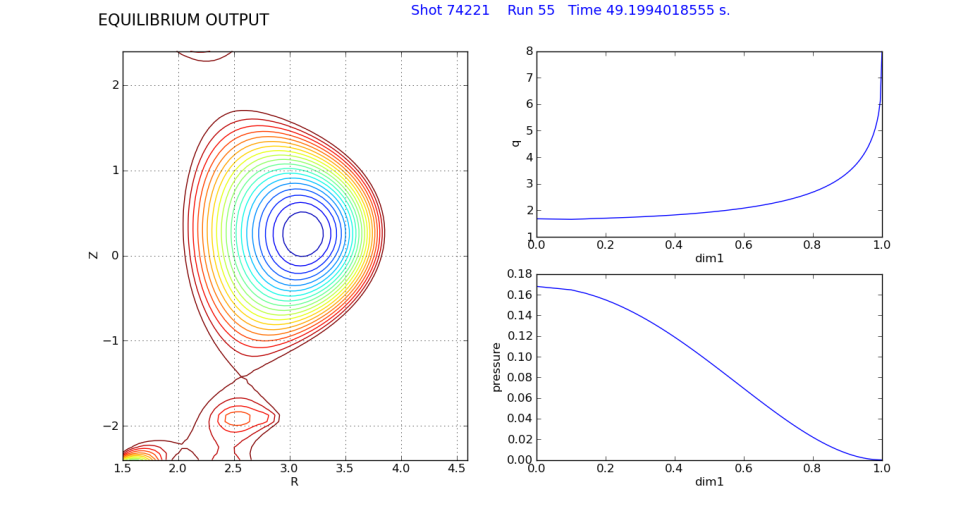 Shot 74221 Run 55 Time 49.1994018555 s.
EQUILIBRIUM OUTPUT
2
1
0
−1
−2
Z
1.5 2.0 2.5 3.0 3.5 4.0 4.5
R
8
7
6
5
4
3
2
1
q
0.0 0.2 0.4 0.6 0.8 1.0
dim1
0.18
0.16
0.14
0.12
0.10
0.08
0.06
0.04
0.02
0.00
pressure
0.0 0.2 0.4 0.6 0.8 1.0
dim1